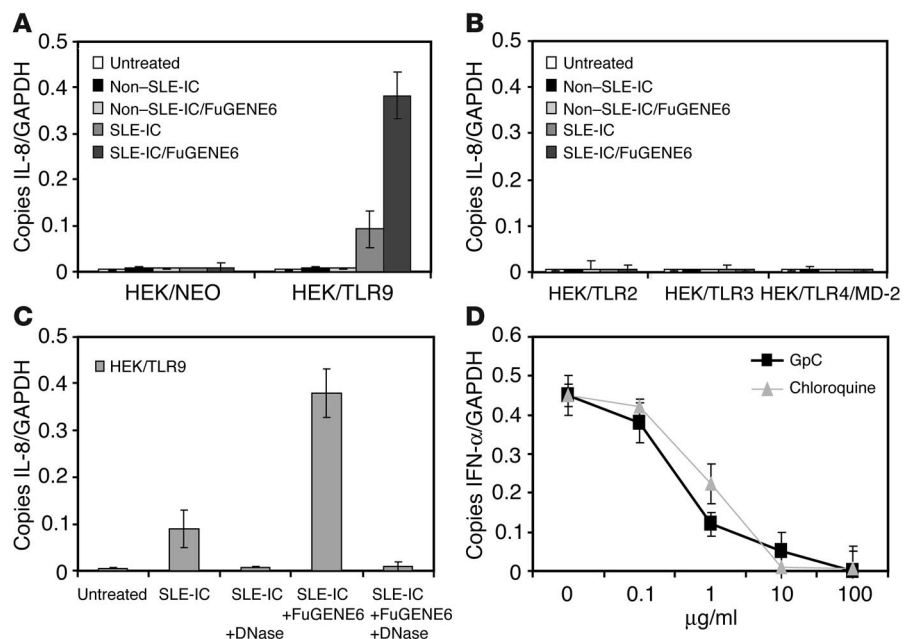 A
Copies IL-8/GAPDH
0.5
0.4
0.3
0.2
0.1
0
Untreated
Non–SLE-IC
Non–SLE-IC/FuGENE6
SLE-IC
SLE-IC/FuGENE6
HEK/NEO
HEK/TLR9
B
Copies IL-8/GAPDH
0.5
0.4
0.3
0.2
0.1
0
Untreated
Non–SLE-IC
Non–SLE-IC/FuGENE6
SLE-IC
SLE-IC/FuGENE6
HEK/TLR2
HEK/TLR3
HEK/TLR4/MD-2
C
Copies IL-8/GAPDH
0.5
0.4
0.3
0.2
0.1
0
HEK/TLR9
Untreated
SLE-IC
SLE-IC
+DNase
SLE-IC
+FuGENE6
SLE-IC
+FuGENE6
+DNase
D
Copies IFN-α/GAPDH
0.6
0.5
0.4
0.3
0.2
0.1
0
GpC
Chloroquine
0
0.1
1
10
100
µg/ml